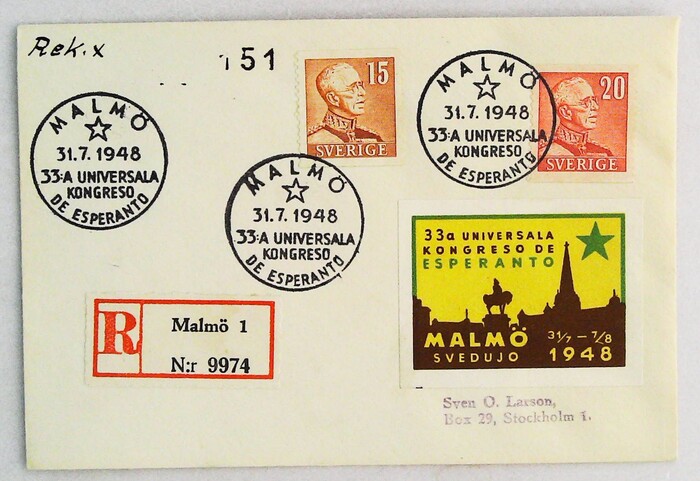 Rek.x
151
15
SVERIGE
20
SVERIGE
MALMÖ
31.7.1948
33:A UNIVERSALA
KONGRESO
DE ESPERANTO
MALMÖ
31.7.1948
33:A UNIVERSALA
KONGRESO
DE ESPERANTO
MALMÖ
31.7.1948
33:A UNIVERSALA
KONGRESO
DE ESPERANTO
33a UNIVERSALA
KONGRESO DE
ESPERANTO
MALMÖ 31/7 – 7/8
SVEDUJO 1948
R Malmö 1
N:r 9974
Sven O. Larson,
Box 29, Stockholm 1.